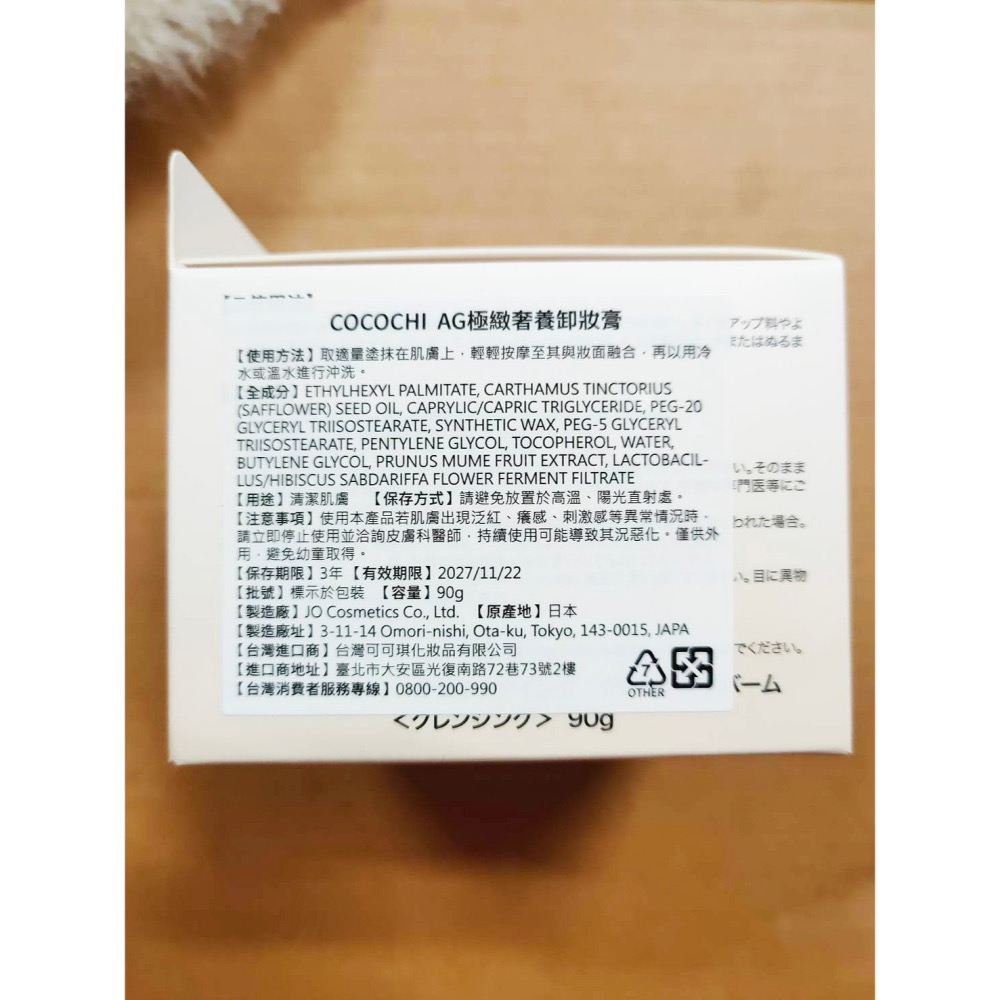 COCOCHI AG極緻奢養卸妝膏
【使用方法】取適量塗抹在肌膚上，輕輕按摩至其與妝面融合，再以用冷
水或溫水進行沖洗。
【全成分】ETHYLHEXYL PALMITATE, CARTHAMUS TINCTORIUS
(SAFFLOWER) SEED OIL, CAPRYLIC/CAPRIC TRIGLYCERIDE, PEG-20
GLYCERYL TRIISOSTEARATE, SYNTHETIC WAX, PEG-5 GLYCERYL
TRIISOSTEARATE, PENTYLENE GLYCOL, TOCOPHEROL, WATER,
BUTYLENE GLYCOL, PRUNUS MUME FRUIT EXTRACT, LACTOBACIL-
LUS/HIBISCUS SABDARIFFA FLOWER FERMENT FILTRATE
【用途】清潔肌膚 【保存方式】請避免放置於高溫、陽光直射處。
【注意事項】使用本產品若肌膚出現泛紅、癢感、刺激感等異常情況時，
請立即停止使用並洽詢皮膚科醫師，持續使用可能導致其況惡化。僅供外
用，避免幼童取得。
【保存期限】3年【有效期限】2027/11/22
【批號】標示於包裝 【容量】90g
【製造廠】JO Cosmetics Co., Ltd. 【原產地】日本
【製造廠址】3-11-14 Omori-nishi, Ota-ku, Tokyo, 143-0015, JAPA
【台灣進口商】台灣可可琪化妝品有限公司
【進口商地址】臺北市大安區光復南路72巷73號2樓
【台灣消費者服務專線】0800-200-990
7
OTHER
アップ料やよ
またはぬるま
い。そのまま
門医等にご
われた場合。
い。目に異物
でください。
バーム
<クレンジング> 90g